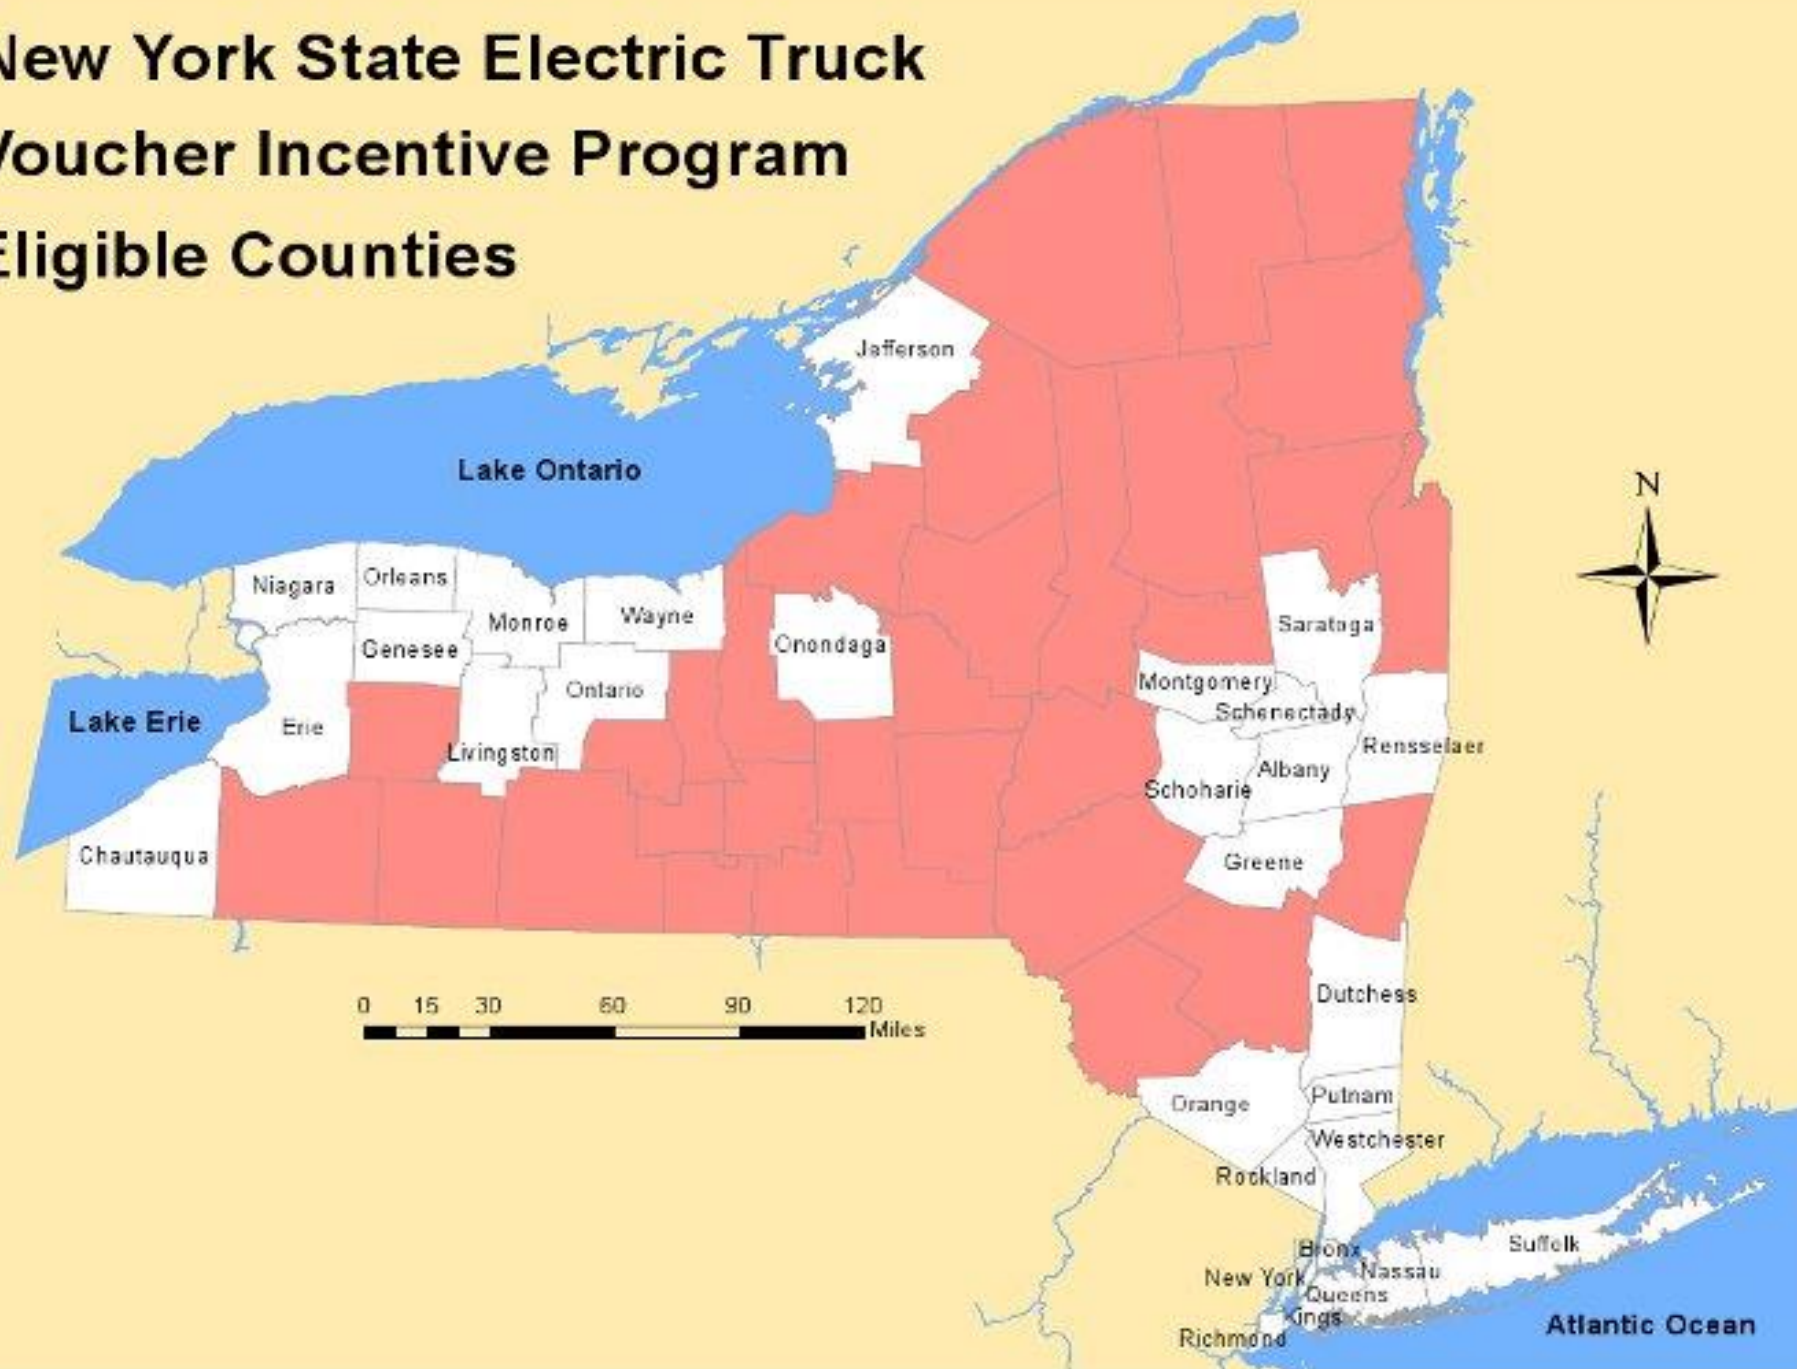 New York State Electric Truck
Voucher Incentive Program
Eligible Counties
Jefferson
Lake Ontario
N
Niagara
Orleans
Monroe
Wayne
Genesee
Onondaga
Saratoga
Ontario
Montgomery
Schenectady
Lake Erie
Erie
Livingston
Rensselaer
Albany
Schoharie
Chautauqua
Greene
Dutchess
0 15 30 60 90 120
Miles
Orange
Putnam
Westchester
Rockland
Bronx
Suffolk
New York
Nassau
Queens
Kings
Richmond
Atlantic Ocean